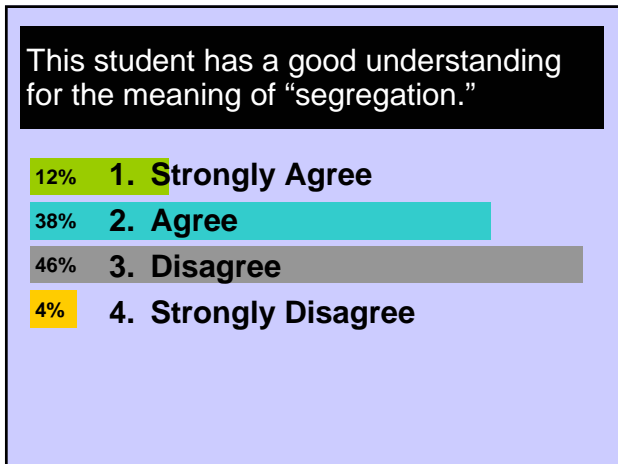 This student has a good understanding
for the meaning of “segregation.”
12% 1. Strongly Agree
38% 2. Agree
46% 3. Disagree
4% 4. Strongly Disagree